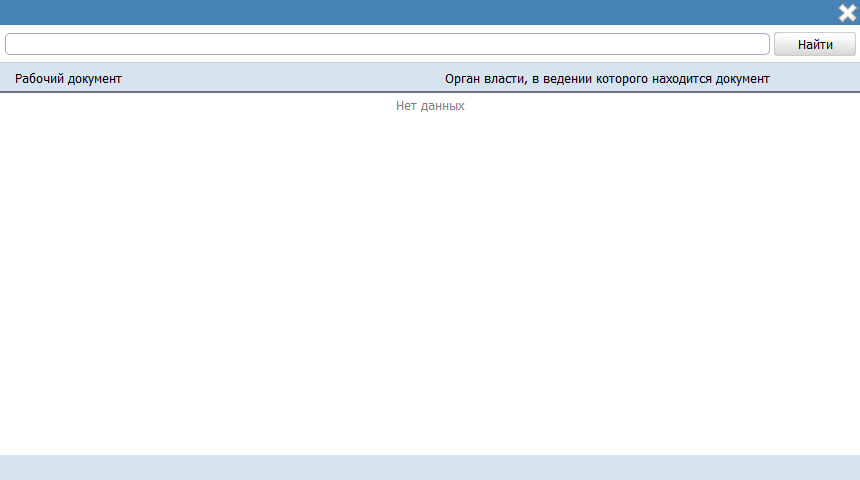 Найти
Рабочий документ
Орган власти, в ведении которого находится документ
Нет данных